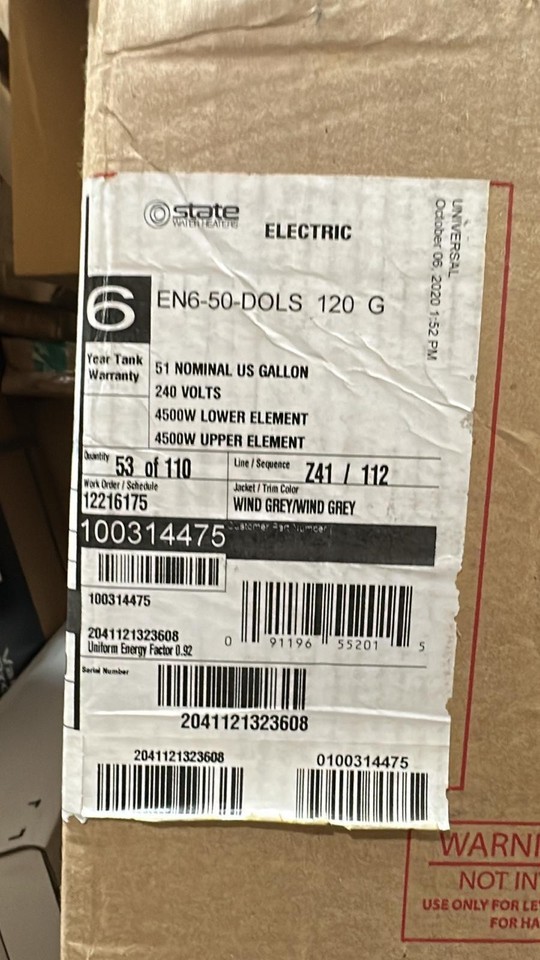 state
WATER HEATERS
ELECTRIC
UNIVERSAL
October 06, 2020 1:52 PM
6
EN6-50-DOLS 120 G
Year Tank
Warranty
51 NOMINAL US GALLON
240 VOLTS
4500W LOWER ELEMENT
4500W UPPER ELEMENT
Quantity 53 of 110
Line / Sequence Z41 / 112
Work Order / Schedule
12216175
Jacket / Trim Color
WIND GREY/WIND GREY
100314475
Customer Part Number
100314475
0 91196 55201 5
2041121323608
Uniform Energy Factor 0.92
Serial Number
2041121323608
2041121323608
0100314475
WARNI
NOT IN
USE ONLY FOR LE
FOR HA